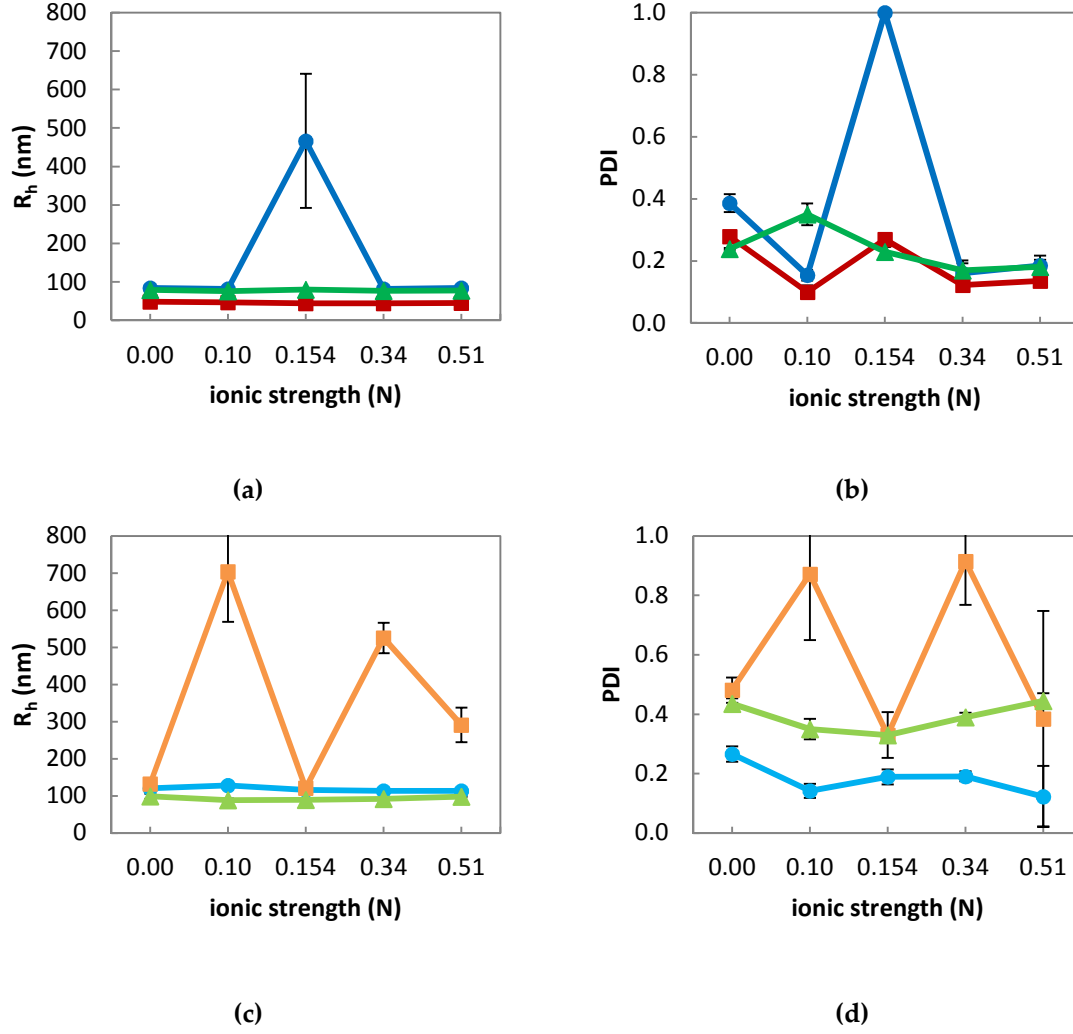 800
700
600
500
400
300
200
100
0
Rh (nm)
0.00 0.10 0.154 0.34 0.51
ionic strength (N)
(a)
1.0
0.8
0.6
0.4
0.2
0.0
PDI
0.00 0.10 0.154 0.34 0.51
ionic strength (N)
(b)
800
700
600
500
400
300
200
100
0
Rh (nm)
0.00 0.10 0.154 0.34 0.51
ionic strength (N)
(c)
1.0
0.8
0.6
0.4
0.2
0.0
PDI
0.00 0.10 0.154 0.34 0.51
ionic strength (N)
(d)